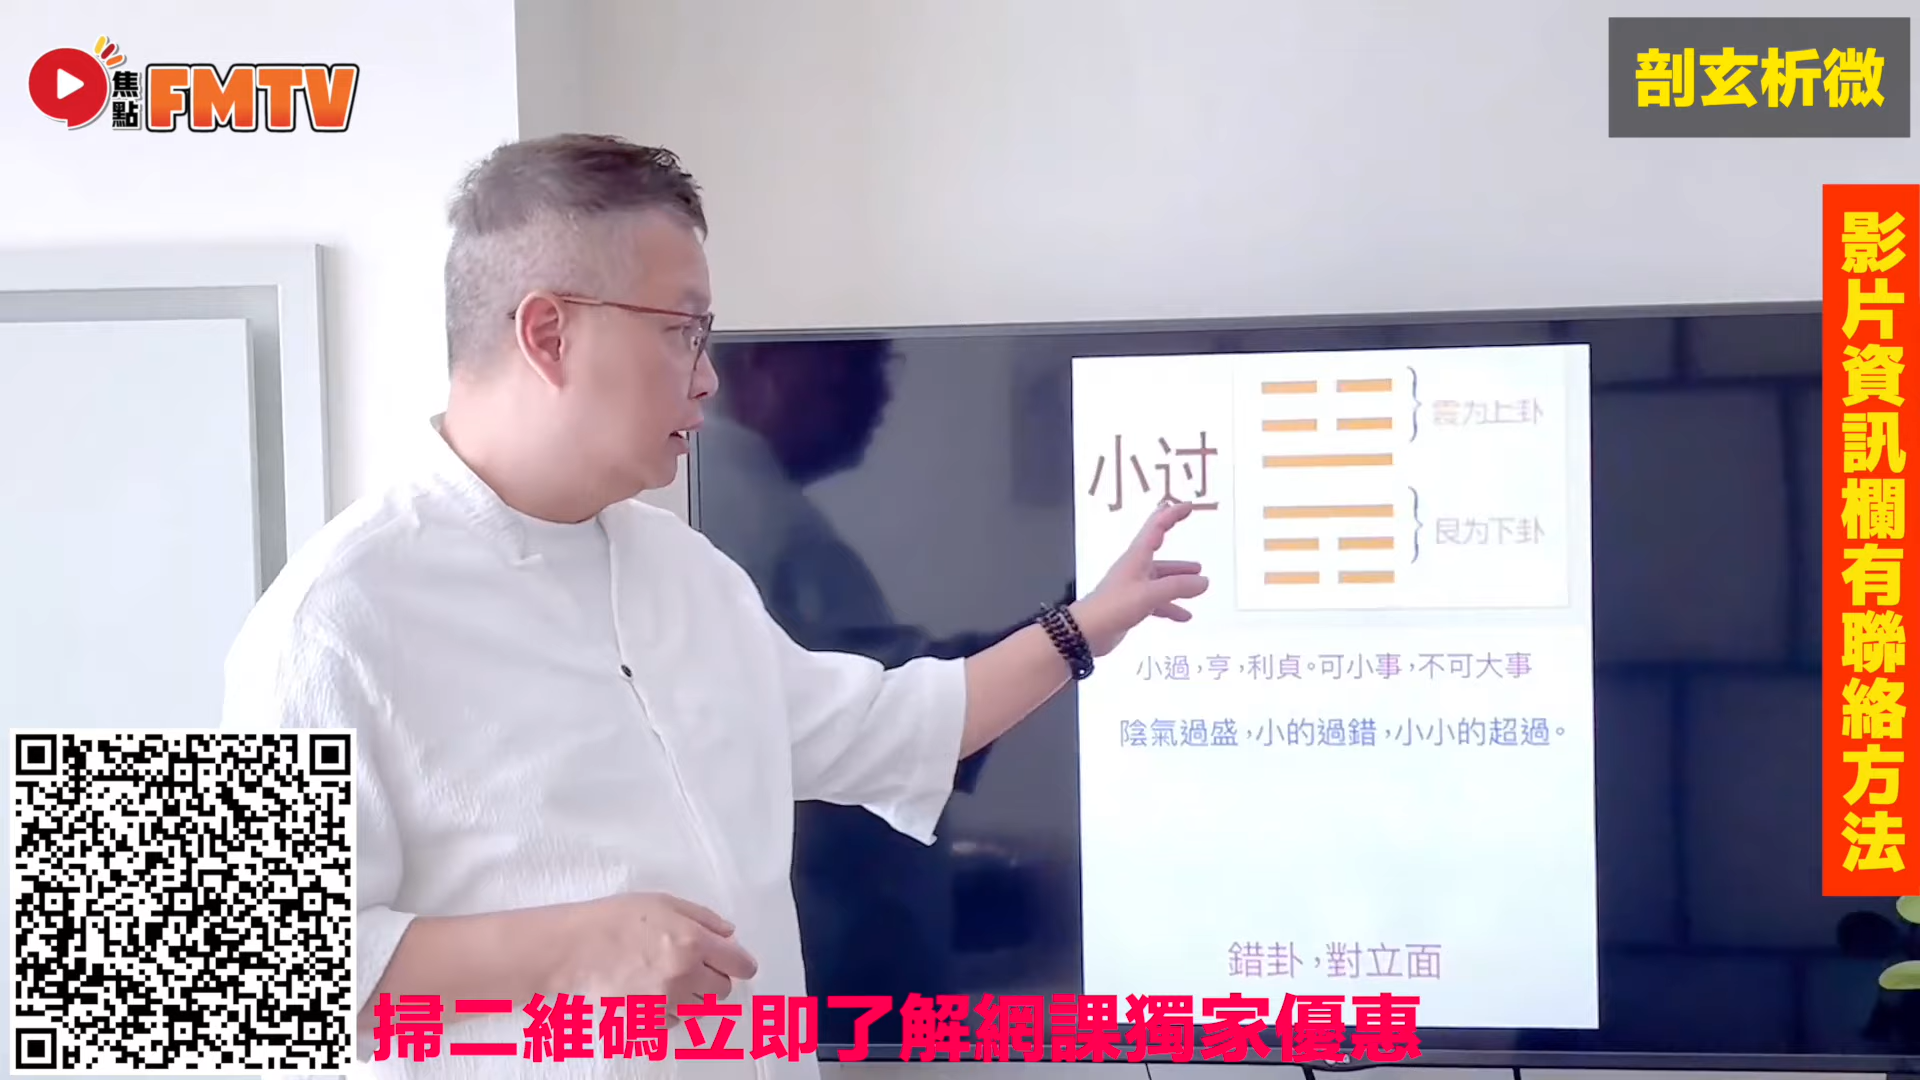 焦點 FMTV
剖玄析微
影片資訊欄有聯絡方法
小过
震为上卦
艮为下卦
小過，亨，利貞。可小事，不可大事
陰氣過盛，小的過錯，小小的超過。
錯卦，對立面
掃二維碼立即了解網課獨家優惠